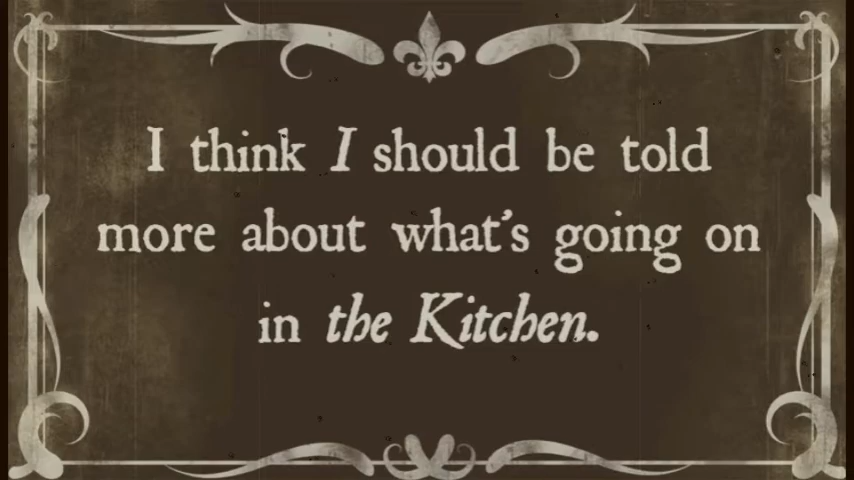 I think I should be told
more about what's going on
in the Kitchen.